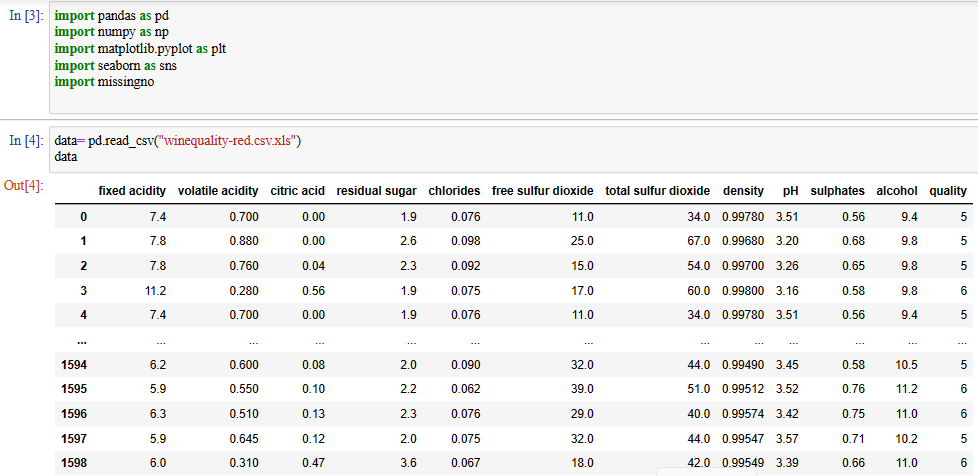 In [3]: import pandas as pd
import numpy as np
import matplotlib.pyplot as plt
import seaborn as sns
import missingno
In [4]: data= pd.read_csv("winequality-red.csv.xls")
data
Out[4]:
fixed acidity volatile acidity citric acid residual sugar chlorides free sulfur dioxide total sulfur dioxide density pH sulphates alcohol quality
0 7.4 0.700 0.00 1.9 0.076 11.0 34.0 0.99780 3.51 0.56 9.4 5
1 7.8 0.880 0.00 2.6 0.098 25.0 67.0 0.99680 3.20 0.68 9.8 5
2 7.8 0.760 0.04 2.3 0.092 15.0 54.0 0.99700 3.26 0.65 9.8 5
3 11.2 0.280 0.56 1.9 0.075 17.0 60.0 0.99800 3.16 0.58 9.8 6
4 7.4 0.700 0.00 1.9 0.076 11.0 34.0 0.99780 3.51 0.56 9.4 5
... ... ... ... ... ... ... ... ... ... ... ... ...
1594 6.2 0.600 0.08 2.0 0.090 32.0 44.0 0.99490 3.45 0.58 10.5 5
1595 5.9 0.550 0.10 2.2 0.062 39.0 51.0 0.99512 3.52 0.76 11.2 6
1596 6.3 0.510 0.13 2.3 0.076 29.0 40.0 0.99574 3.42 0.75 11.0 6
1597 5.9 0.645 0.12 2.0 0.075 32.0 44.0 0.99547 3.57 0.71 10.2 5
1598 6.0 0.310 0.47 3.6 0.067 18.0 42.0 0.99549 3.39 0.66 11.0 6